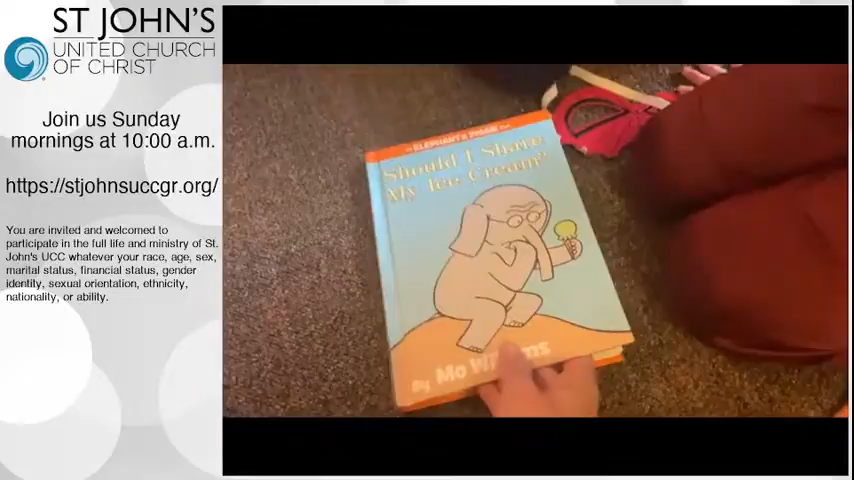 ST JOHN'S
UNITED CHURCH
OF CHRIST
Join us Sunday
mornings at 10:00 a.m.
https://stjohnsuccgr.org/
You are invited and welcomed to
participate in the full life and ministry of St.
John's UCC whatever your race, age, sex,
marital status, financial status, gender
identity, sexual orientation, ethnicity,
nationality, or ability.
ELEPHANT & PIGGIE
Should I Share
My Ice Cream?
By Mo